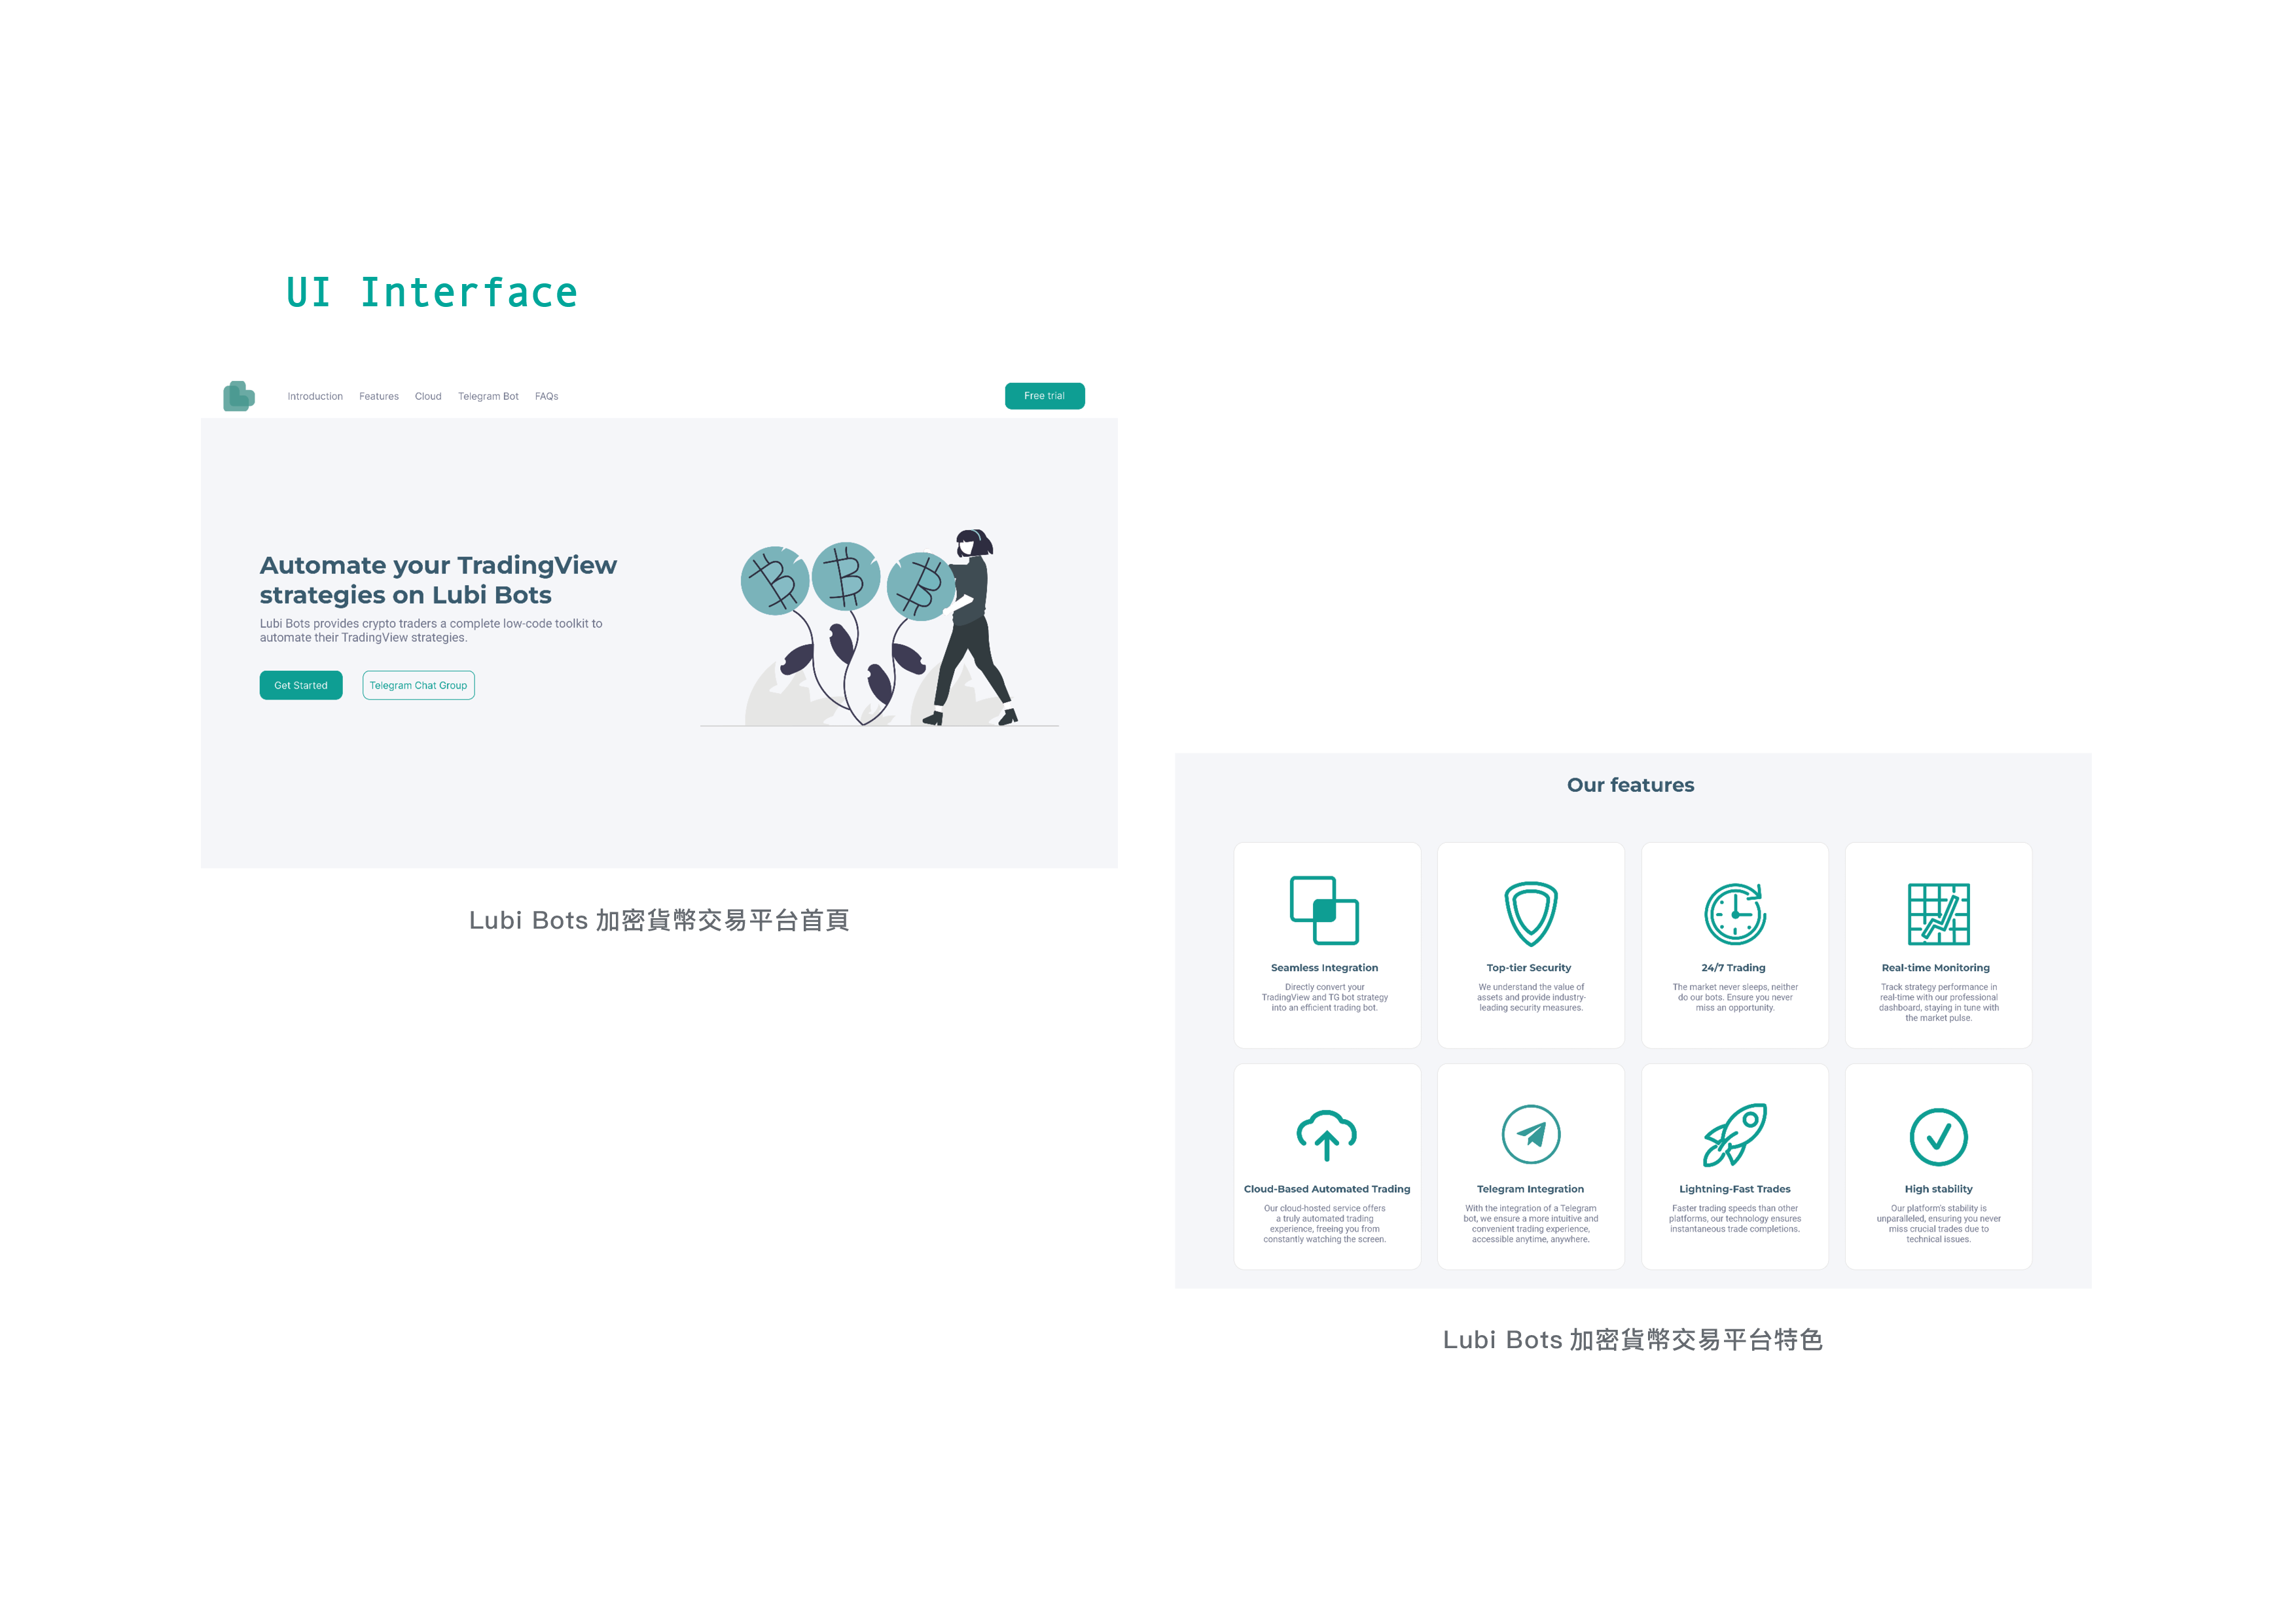 UI Interface
Introduction Features Cloud Telegram Bot FAQs Free trial
Automate your TradingView
strategies on Lubi Bots
Lubi Bots provides crypto traders a complete low-code toolkit to
automate their TradingView strategies.
Get Started Telegram Chat Group
Lubi Bots 加密貨幣交易平台首頁
Our features
Seamless Integration
Directly convert your
TradingView and TG bot strategy
into an efficient trading bot.
Top-tier Security
We understand the value of
assets and provide industry-
leading security measures.
24/7 Trading
The market never sleeps, neither
do our bots. Ensure you never
miss an opportunity.
Real-time Monitoring
Track strategy performance in
real-time with our professional
dashboard, staying in tune with
the market pulse.
Cloud-Based Automated Trading
Our cloud-hosted service offers
a truly automated trading
experience, freeing you from
constantly watching the screen.
Telegram Integration
With the integration of a Telegram
bot, we ensure a more intuitive and
convenient trading experience,
accessible anytime, anywhere.
Lightning-Fast Trades
Faster trading speeds than other
platforms, our technology ensures
instantaneous trade completions.
High stability
Our platform's stability is
unparalleled, ensuring you never
miss crucial trades due to
technical issues.
Lubi Bots 加密貨幣交易平台特色